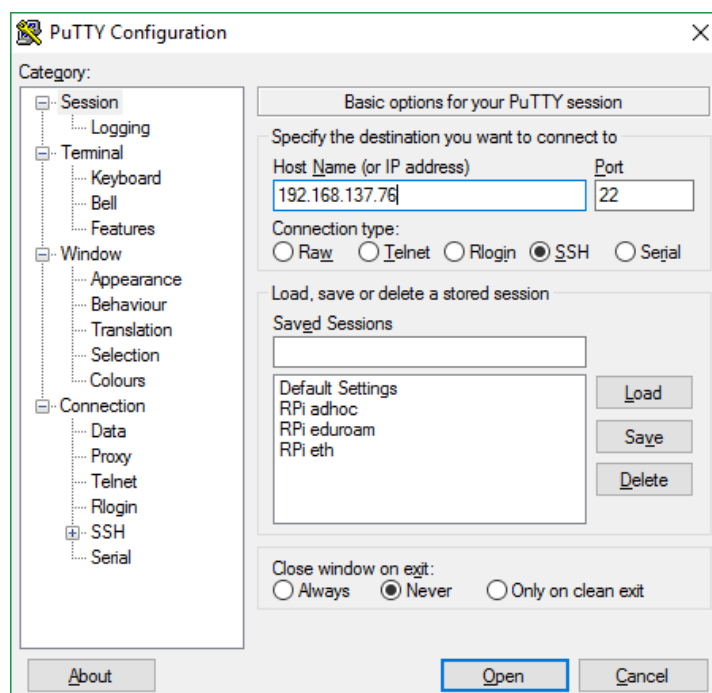 PuTTY Configuration
Category:
Session
Logging
Terminal
Keyboard
Bell
Features
Window
Appearance
Behaviour
Translation
Selection
Colours
Connection
Data
Proxy
Telnet
Rlogin
SSH
Serial
Basic options for your PuTTY session
Specify the destination you want to connect to
Host Name (or IP address) Port
192.168.137.76 22
Connection type:
Raw Telnet Rlogin SSH Serial
Load, save or delete a stored session
Saved Sessions
Default Settings
RPi adhoc
RPi eduroam
RPi eth
Load
Save
Delete
Close window on exit:
Always Never Only on clean exit
About Open Cancel